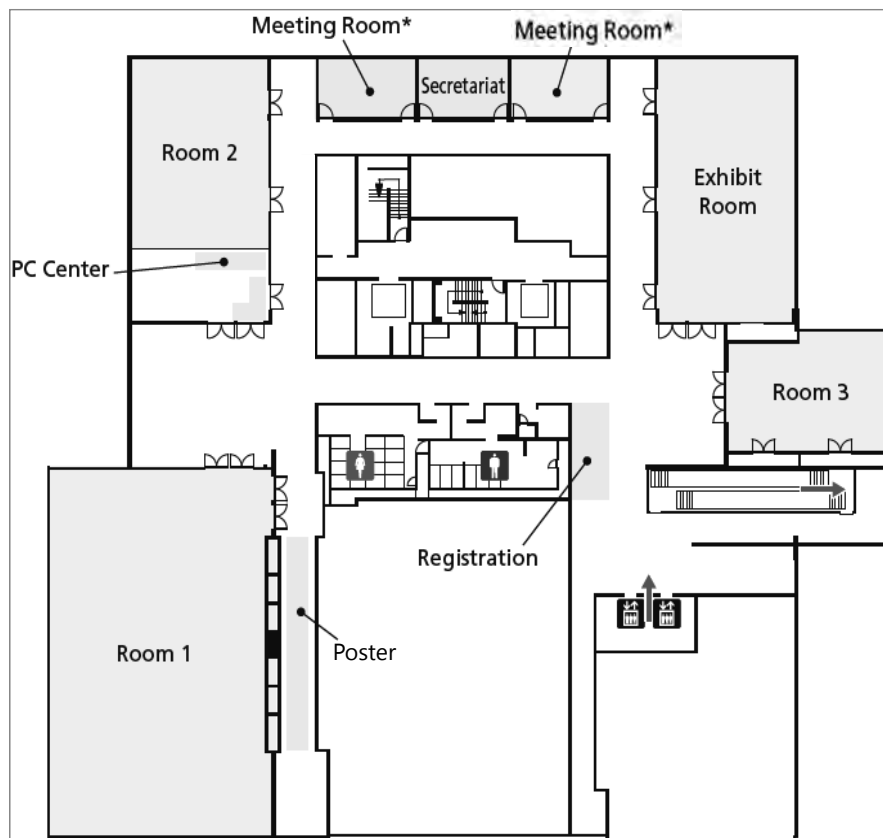 Meeting Room*
Meeting Room*
Secretariat
Room 2
Exhibit
Room
PC Center
Room 3
Registration
Room 1
Poster